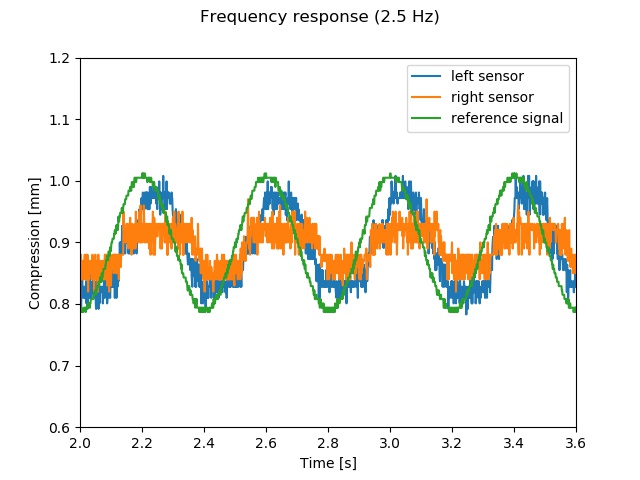 Frequency response (2.5 Hz)
1.2
1.1
1.0
0.9
0.8
0.7
0.6
Compression [mm]
left sensor
right sensor
reference signal
2.0 2.2 2.4 2.6 2.8 3.0 3.2 3.4 3.6
Time [s]